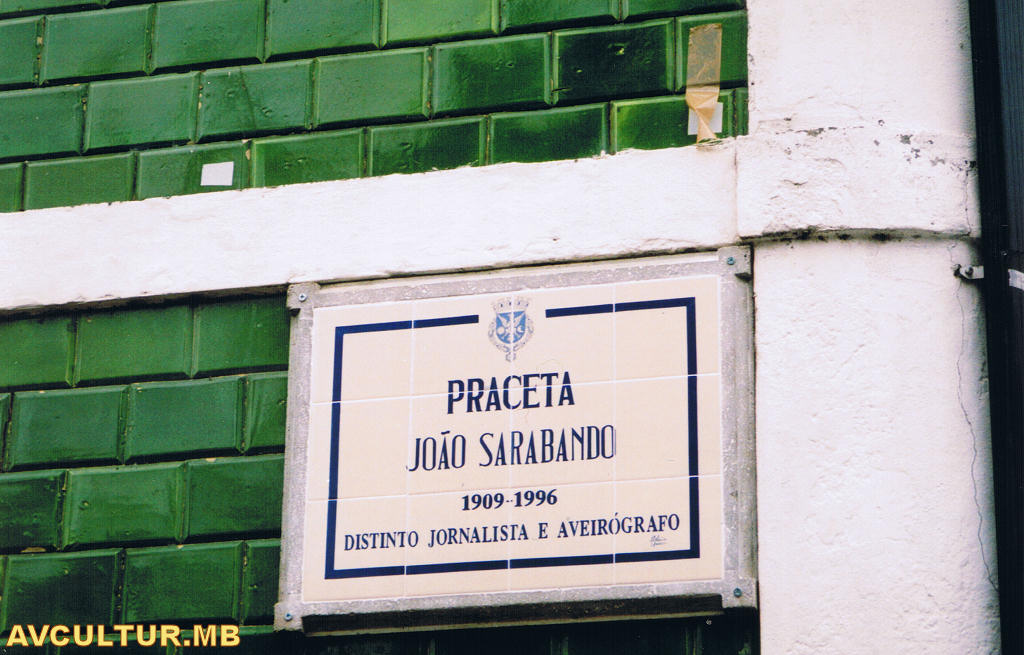 PRACETA
JOÃO SARABANDO
1909-1996
DISTINTO JORNALISTA E AVEIRÓGRAFO
AVCULTUR.MB